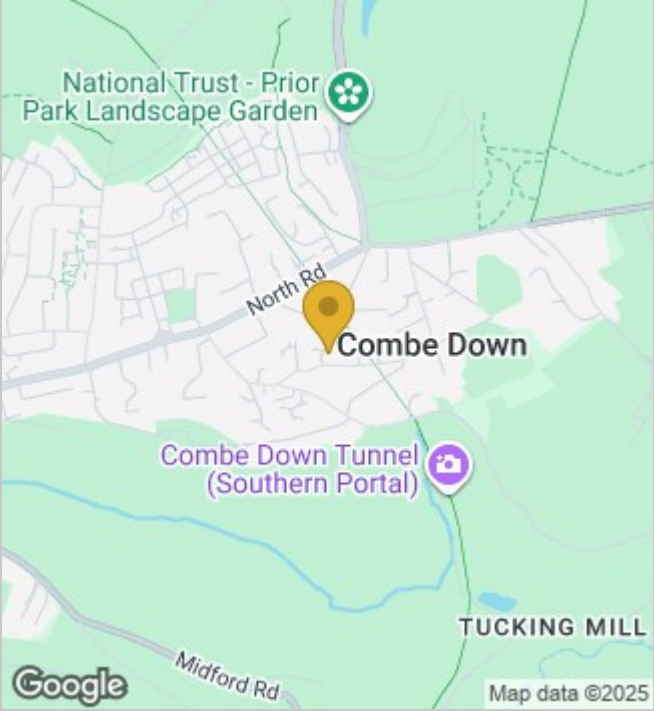 National Trust - Prior
Park Landscape Garden
North Rd
Combe Down
Combe Down Tunnel
(Southern Portal)
TUCKING MILL
Midford Rd
Google
Map data ©2025